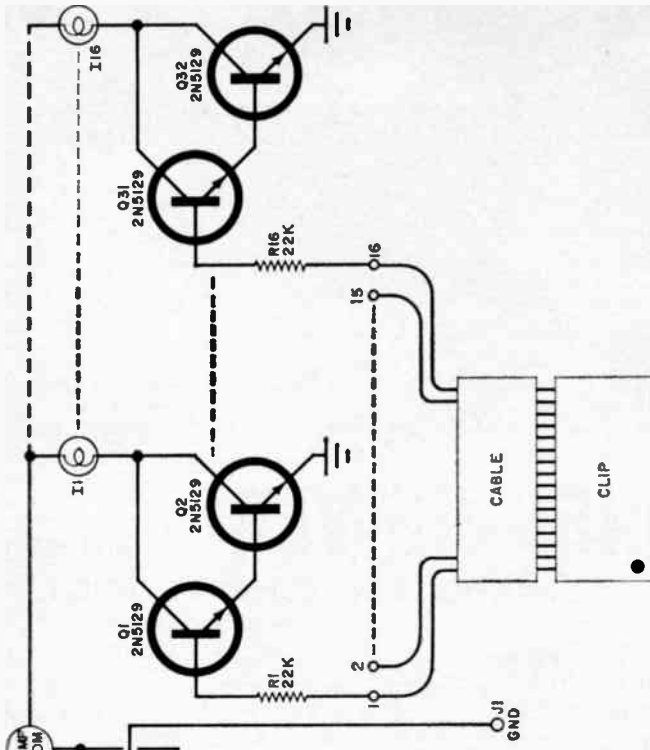 I16
Q32
2N5129
Q31
2N5129
R16
22K
16
15
I1
Q2
2N5129
Q1
2N5129
R1
22K
2
1
CABLE
CLIP
J1
GND